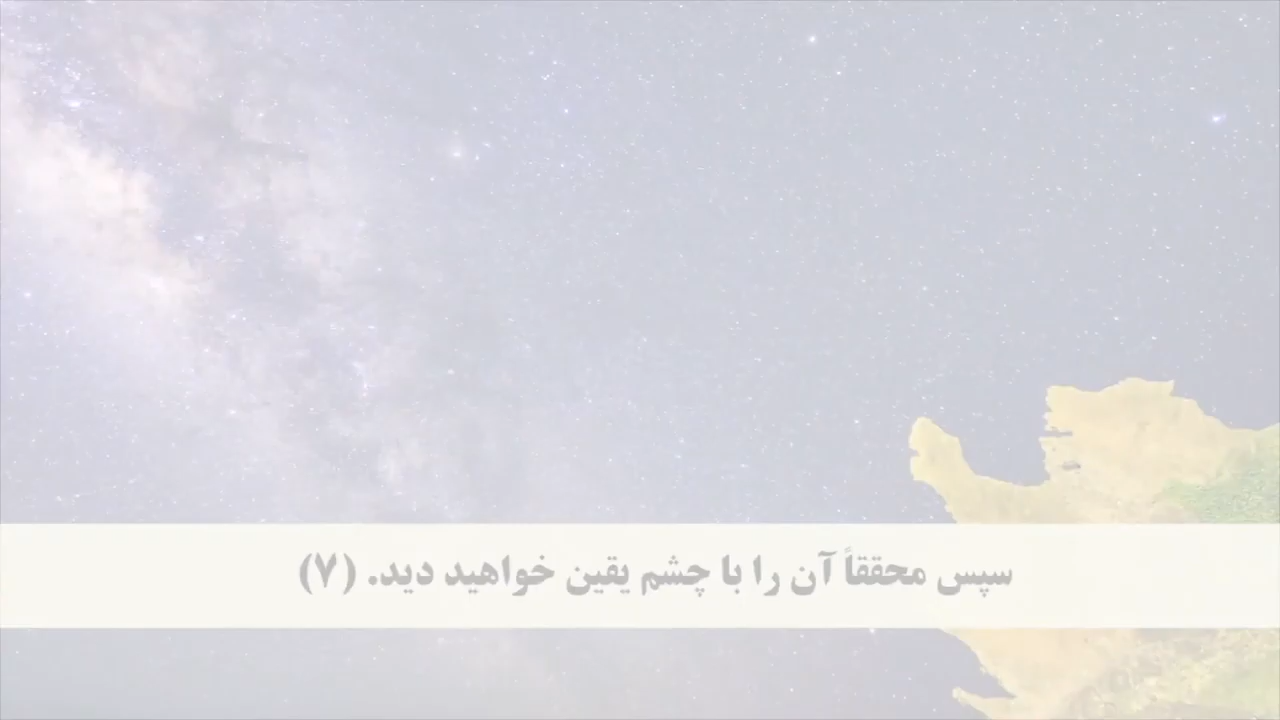 سپس محققاً آن را با چشم یقین خواهید دید. (۷)